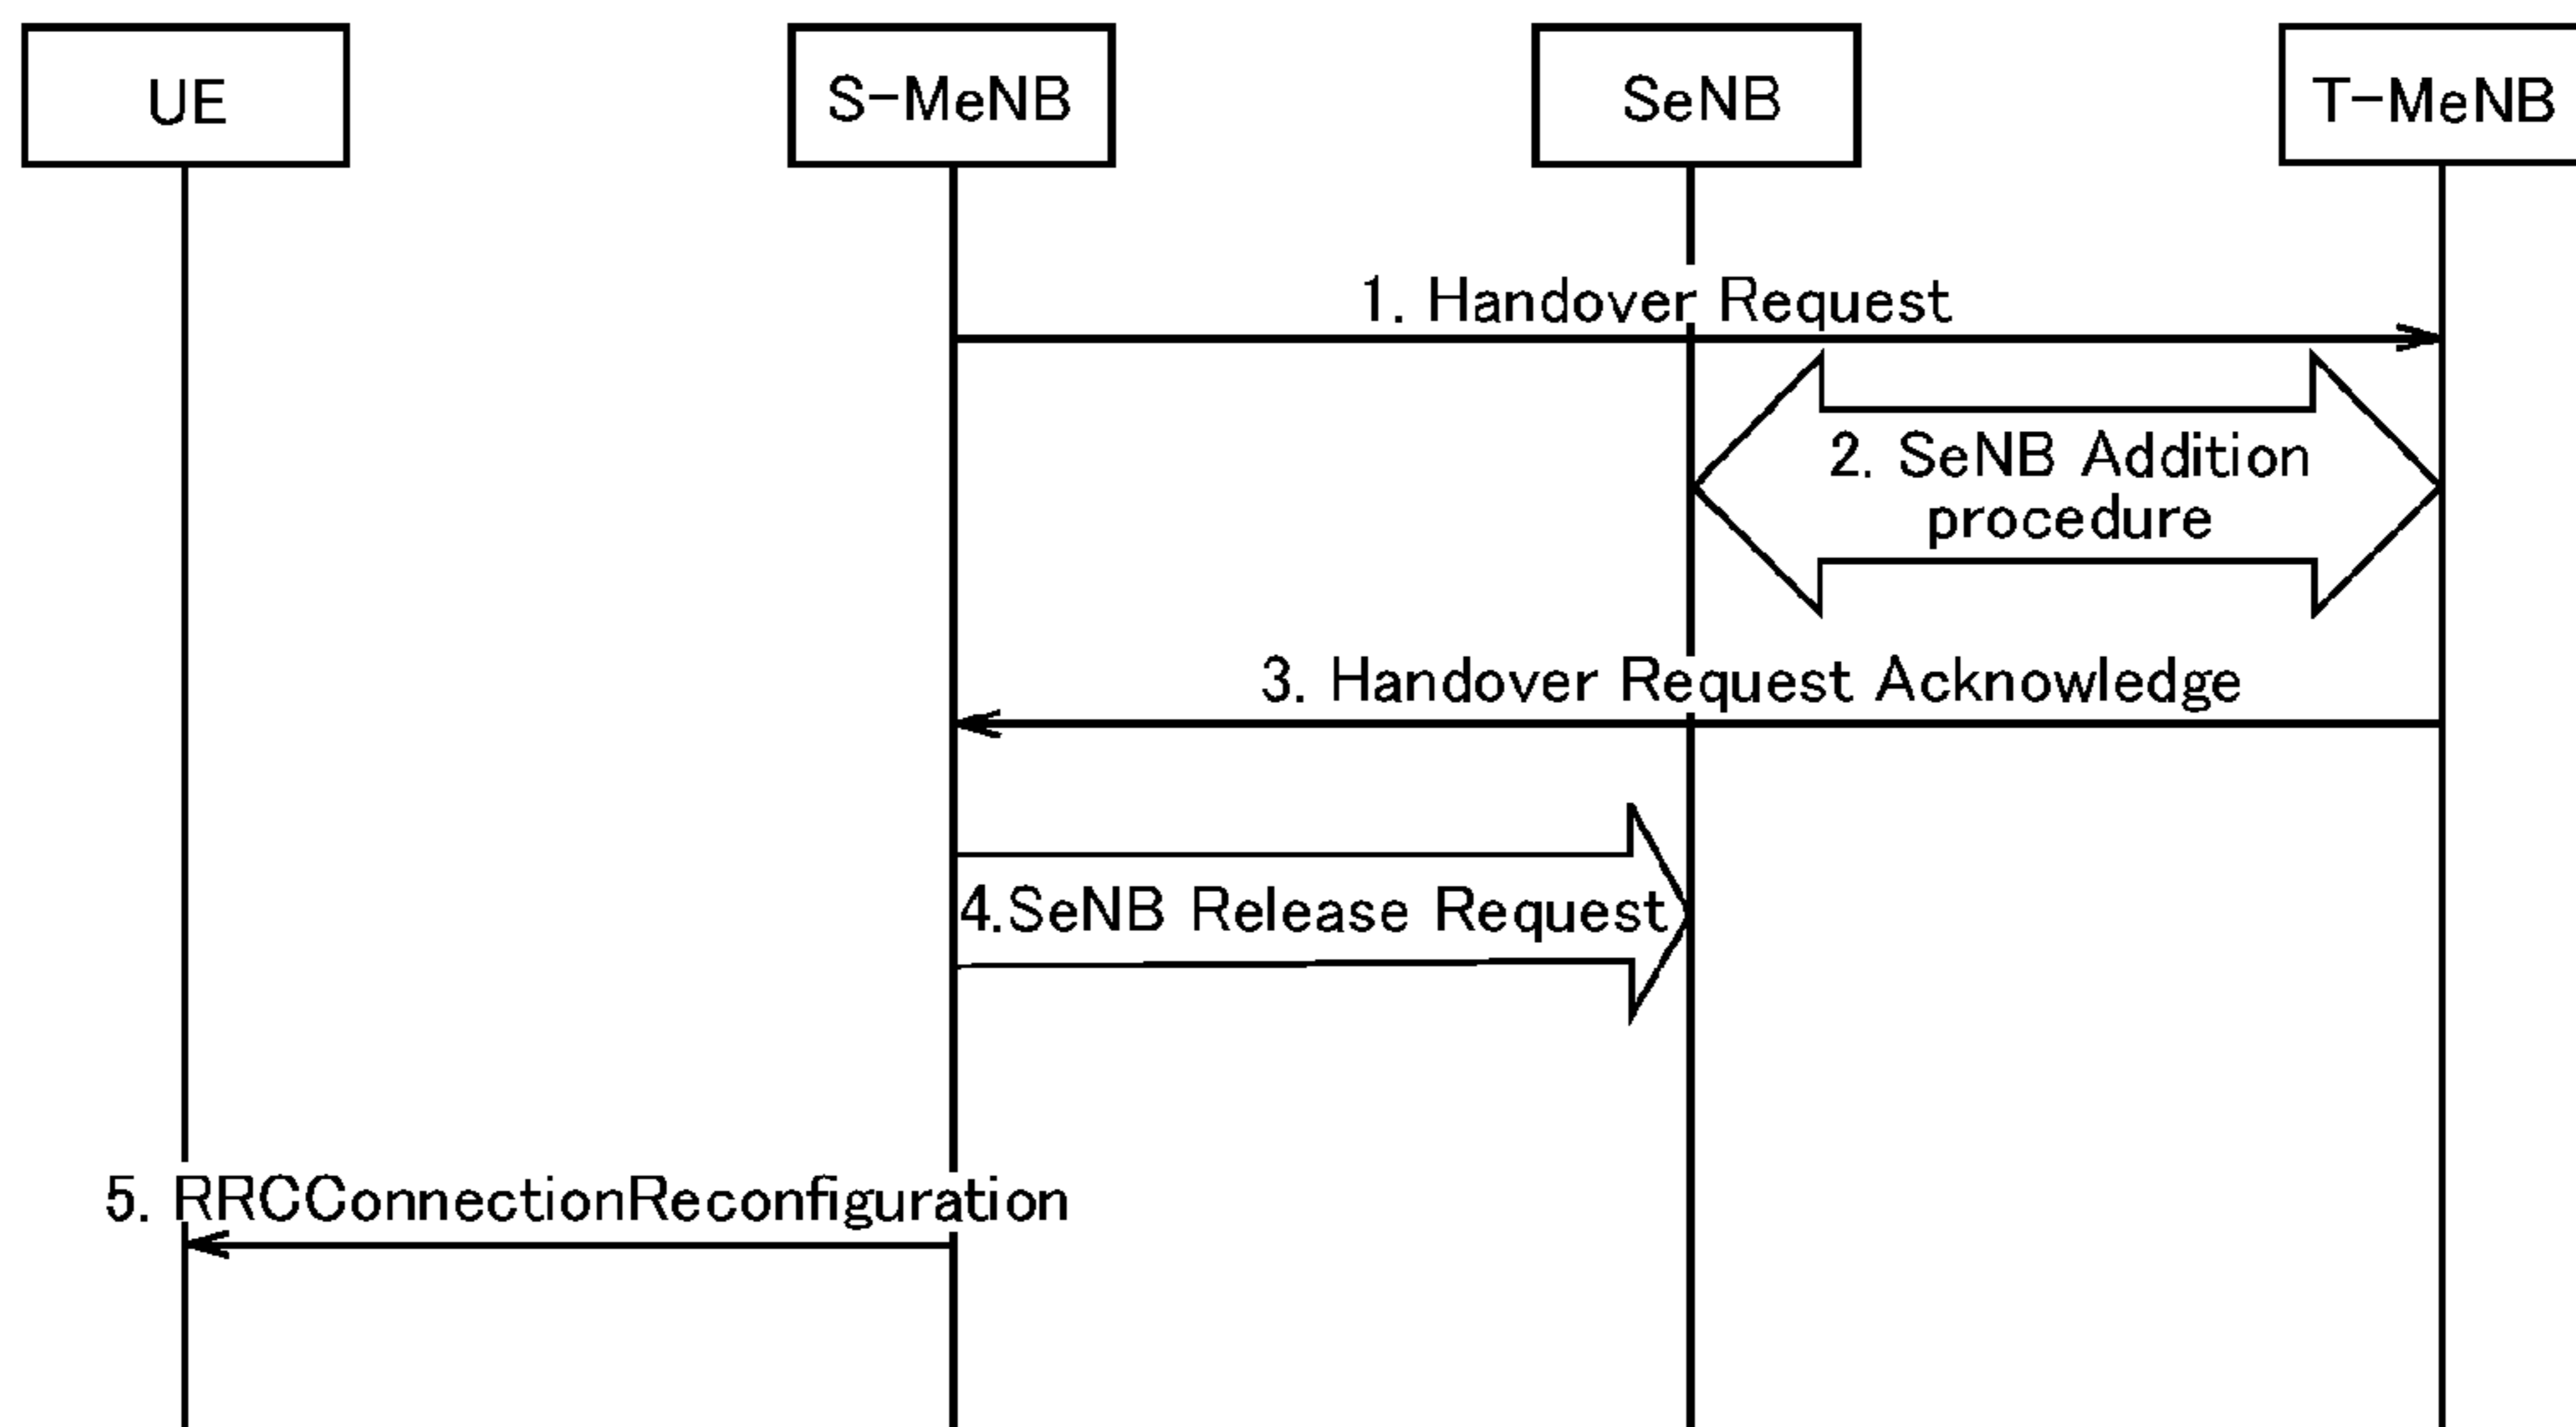 UE
S-MeNB
SeNB
T-MeNB
1. Handover Request
2. SeNB Addition
procedure
3. Handover Request Acknowledge
4.SeNB Release Request
5. RRCConnectionReconfiguration